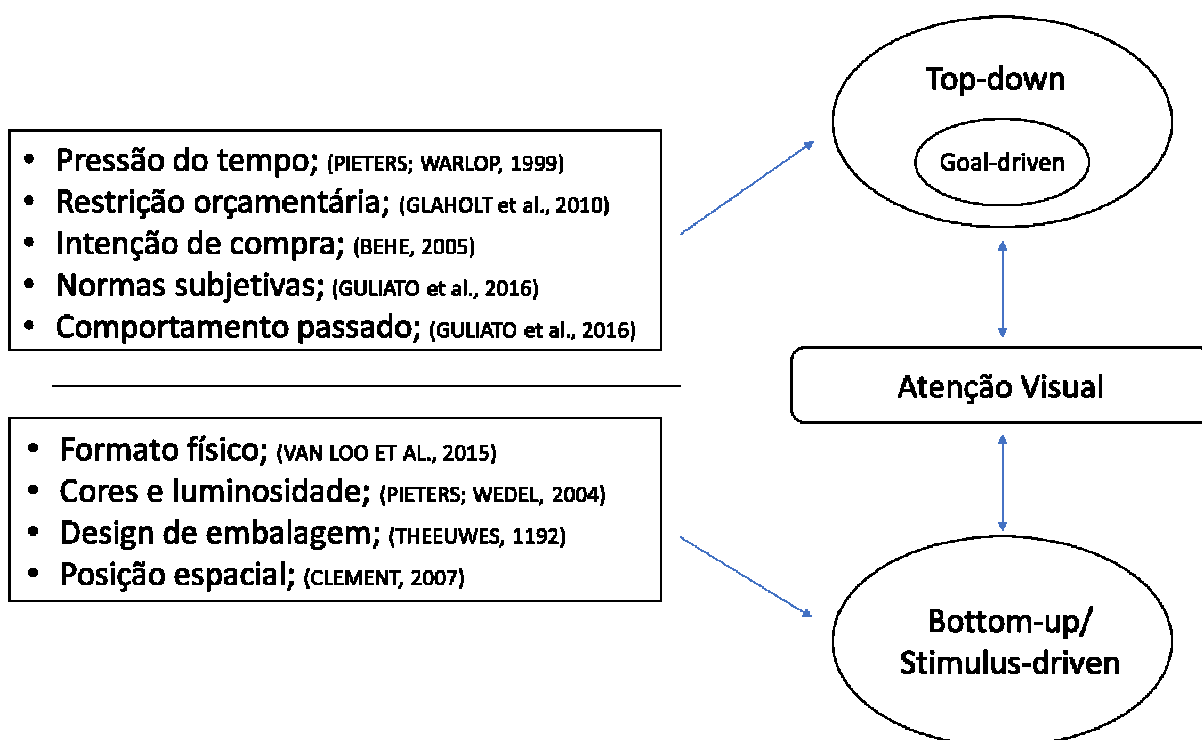 • Pressão do tempo; (PIETERS; WARLOP, 1999)
• Restrição orçamentária; (GLAHOLT et al., 2010)
• Intenção de compra; (BEHE, 2005)
• Normas subjetivas; (GULIATO et al., 2016)
• Comportamento passado; (GULIATO et al., 2016)
• Formato físico; (VAN LOO ET AL., 2015)
• Cores e luminosidade; (PIETERS; WEDEL, 2004)
• Design de embalagem; (THEEUWES, 1192)
• Posição espacial; (CLEMENT, 2007)
Top-down
Goal-driven
Atenção Visual
Bottom-up/
Stimulus-driven